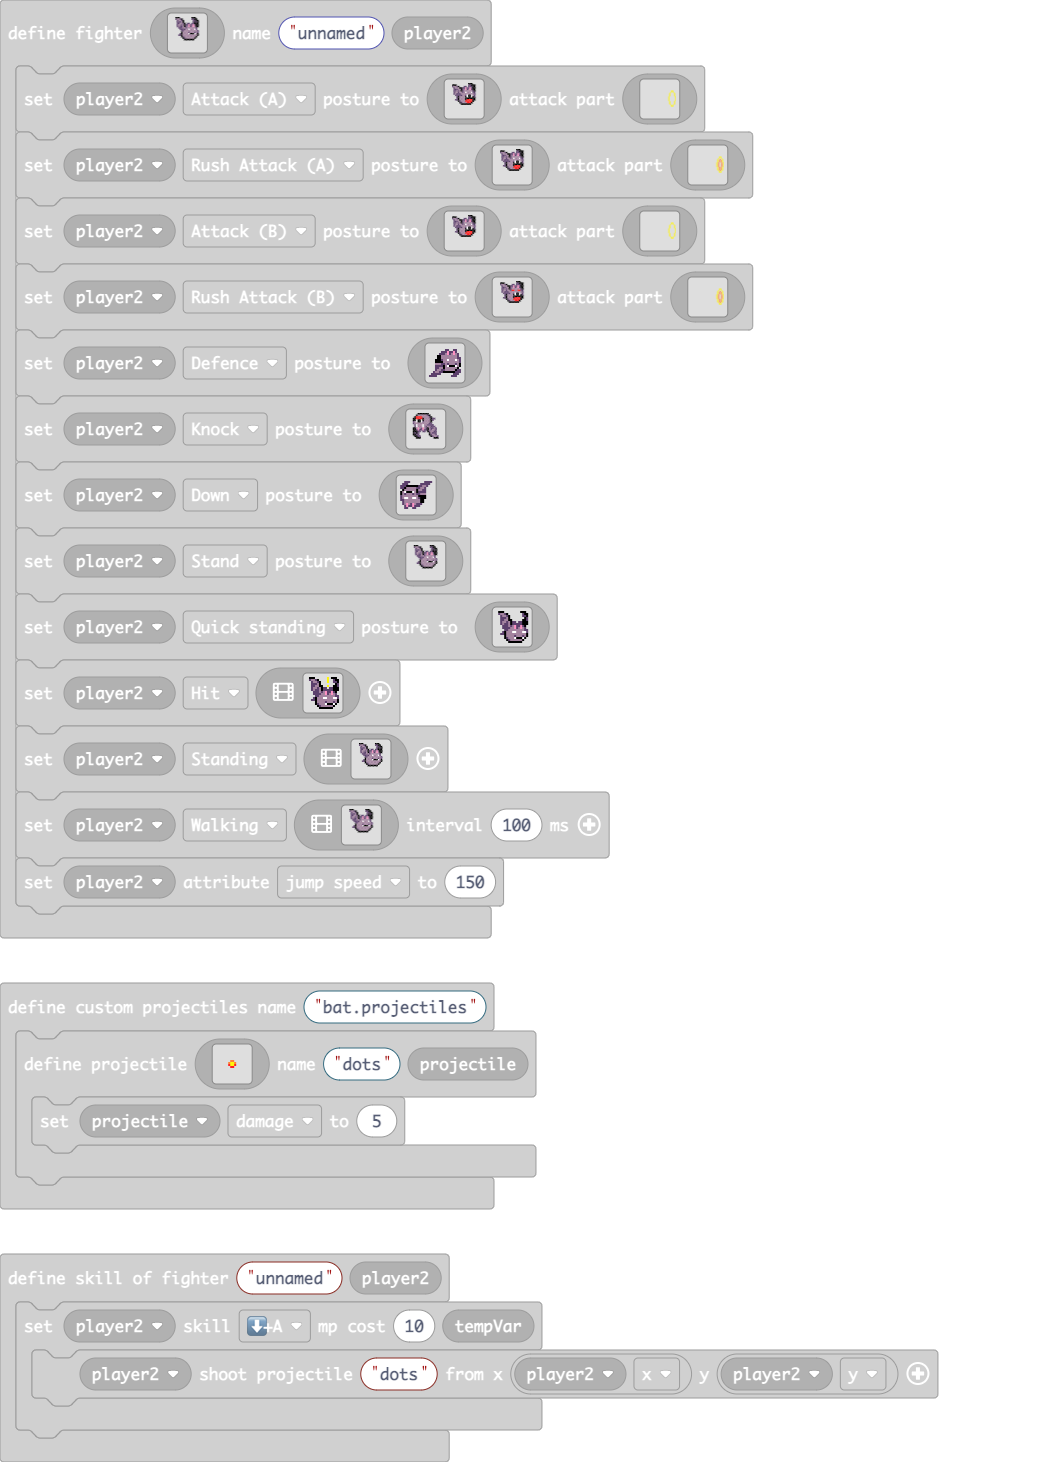 define fighter name "unnamed" player2
set player2 Attack (A) posture to attack part
set player2 Rush Attack (A) posture to attack part
set player2 Attack (B) posture to attack part
set player2 Rush Attack (B) posture to attack part
set player2 Defence posture to
set player2 Knock posture to
set player2 Down posture to
set player2 Stand posture to
set player2 Quick standing posture to
set player2 Hit
set player2 Standing
set player2 Walking interval 100 ms
set player2 attribute jump speed to 150
define custom projectiles name "bat.projectiles"
define projectile name "dots" projectile
set projectile damage to 5
define skill of fighter "unnamed" player2
set player2 skill ⬇️+A mp cost 10 tempVar
player2 shoot projectile "dots" from x player2 x y player2 y